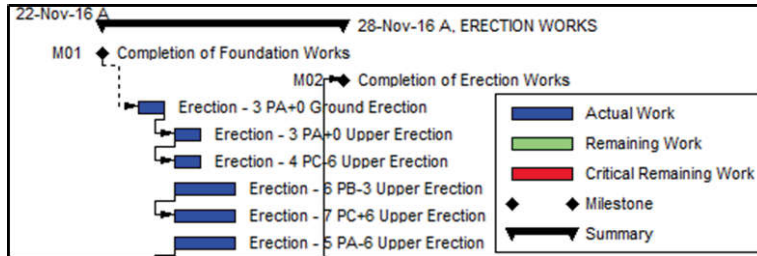 22-Nov-16 A
28-Nov-16 A, ERECTION WORKS
M01 Completion of Foundation Works
M02 Completion of Erection Works
Erection - 3 PA+0 Ground Erection
Erection - 3 PA+0 Upper Erection
Erection - 4 PC-6 Upper Erection
Erection - 6 PB-3 Upper Erection
Erection - 7 PC+6 Upper Erection
Erection - 5 PA-6 Upper Erection
Actual Work
Remaining Work
Critical Remaining Work
Milestone
Summary